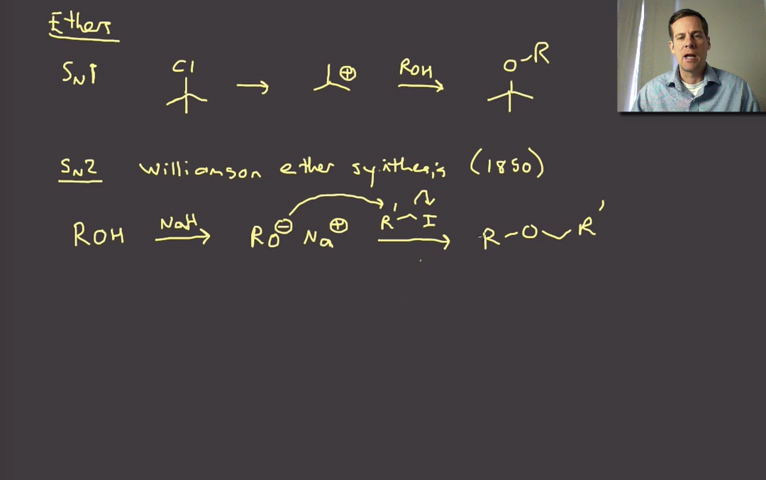 Ethers
SN1 Cl → ⊕ ROH → O-R
SN2 Williamson ether synthesis (1850)
ROH NaH → RO⊖ Na⊕ R' I → R-O R'